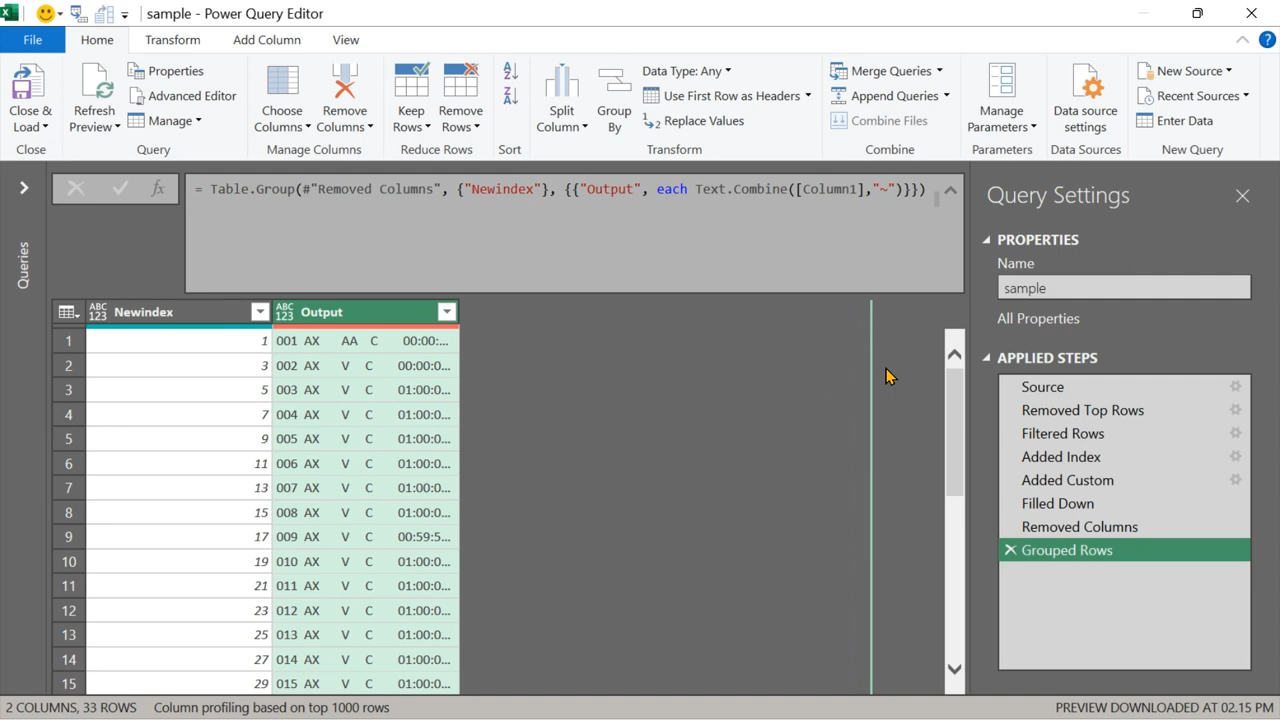 sample - Power Query Editor
File Home Transform Add Column View
Close & Load
Close
Refresh Preview
Properties
Advanced Editor
Manage
Query
Choose Columns
Remove Columns
Manage Columns
Keep Rows
Remove Rows
Reduce Rows
A Z
Z A
Sort
Split Column
Group By
Data Type: Any
Use First Row as Headers
1 2 Replace Values
Transform
Merge Queries
Append Queries
Combine Files
Combine
Manage Parameters
Parameters
Data source settings
Data Sources
New Source
Recent Sources
Enter Data
New Query
fx
= Table.Group(#"Removed Columns", {"Newindex"}, {{"Output", each Text.Combine([Column1],"~")}})
Queries
ABC 123 Newindex ABC 123 Output
1 1 001 AX AA C 00:00:...
2 3 002 AX V C 00:00:0...
3 5 003 AX V C 01:00:0...
4 7 004 AX V C 01:00:0...
5 9 005 AX V C 01:00:0...
6 11 006 AX V C 01:00:0...
7 13 007 AX V C 01:00:0...
8 15 008 AX V C 01:00:0...
9 17 009 AX V C 00:59:5...
10 19 010 AX V C 01:00:0...
11 21 011 AX V C 01:00:0...
12 23 012 AX V C 01:00:0...
13 25 013 AX V C 01:00:0...
14 27 014 AX V C 01:00:0...
15 29 015 AX V C 01:00:0...
Query Settings
PROPERTIES
Name
sample
All Properties
APPLIED STEPS
Source
Removed Top Rows
Filtered Rows
Added Index
Added Custom
Filled Down
Removed Columns
Grouped Rows
2 COLUMNS, 33 ROWS Column profiling based on top 1000 rows PREVIEW DOWNLOADED AT 02.15 PM